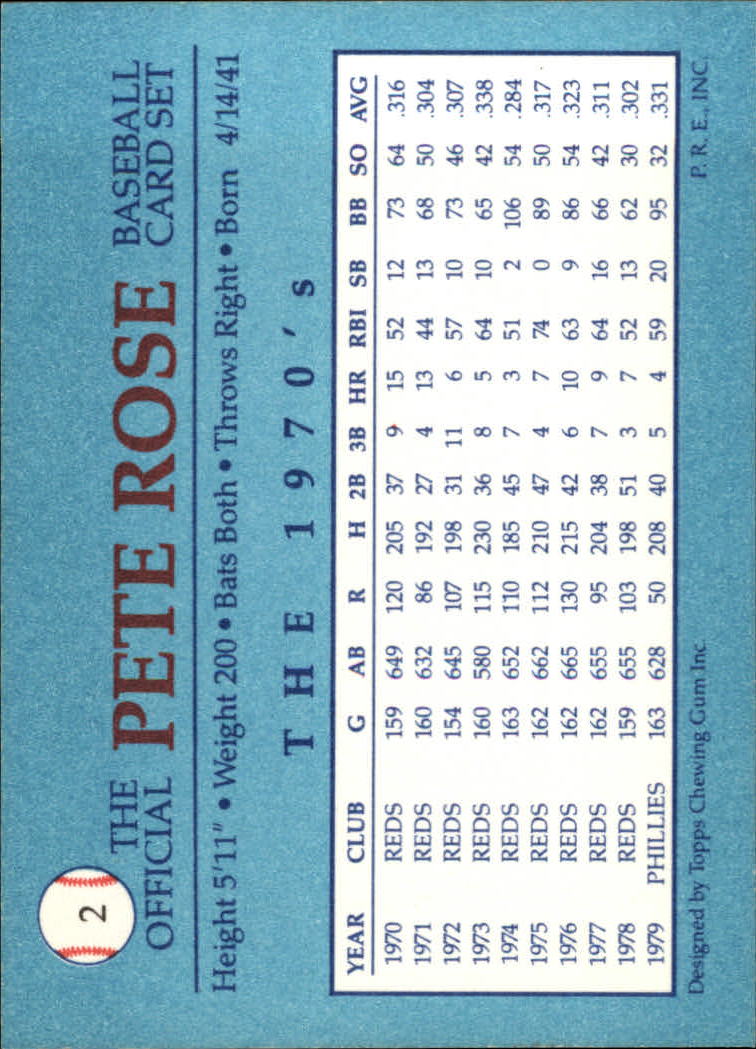 2
THE OFFICIAL PETE ROSE BASEBALL CARD SET
Height 5'11" • Weight 200 • Bats Both • Throws Right • Born 4/14/41
THE 1970's
YEAR CLUB G AB R H 2B 3B HR RBI SB BB SO AVG
1970 REDS 159 649 120 205 37 9 15 52 12 73 64 .316
1971 REDS 160 632 86 192 27 4 13 44 13 68 50 .304
1972 REDS 154 645 107 198 31 11 6 57 10 73 46 .307
1973 REDS 160 580 115 230 36 8 5 64 10 65 42 .338
1974 REDS 163 652 110 185 45 7 3 51 2 106 54 .284
1975 REDS 162 662 112 210 47 4 7 74 0 89 50 .317
1976 REDS 162 665 130 215 42 6 10 63 9 86 54 .323
1977 REDS 162 655 95 204 38 7 9 64 16 66 42 .311
1978 REDS 159 655 103 198 51 3 7 52 13 62 30 .302
1979 PHILLIES 163 628 50 208 40 5 4 59 20 95 32 .331
Designed by Topps Chewing Gum Inc. P. R. E., INC.